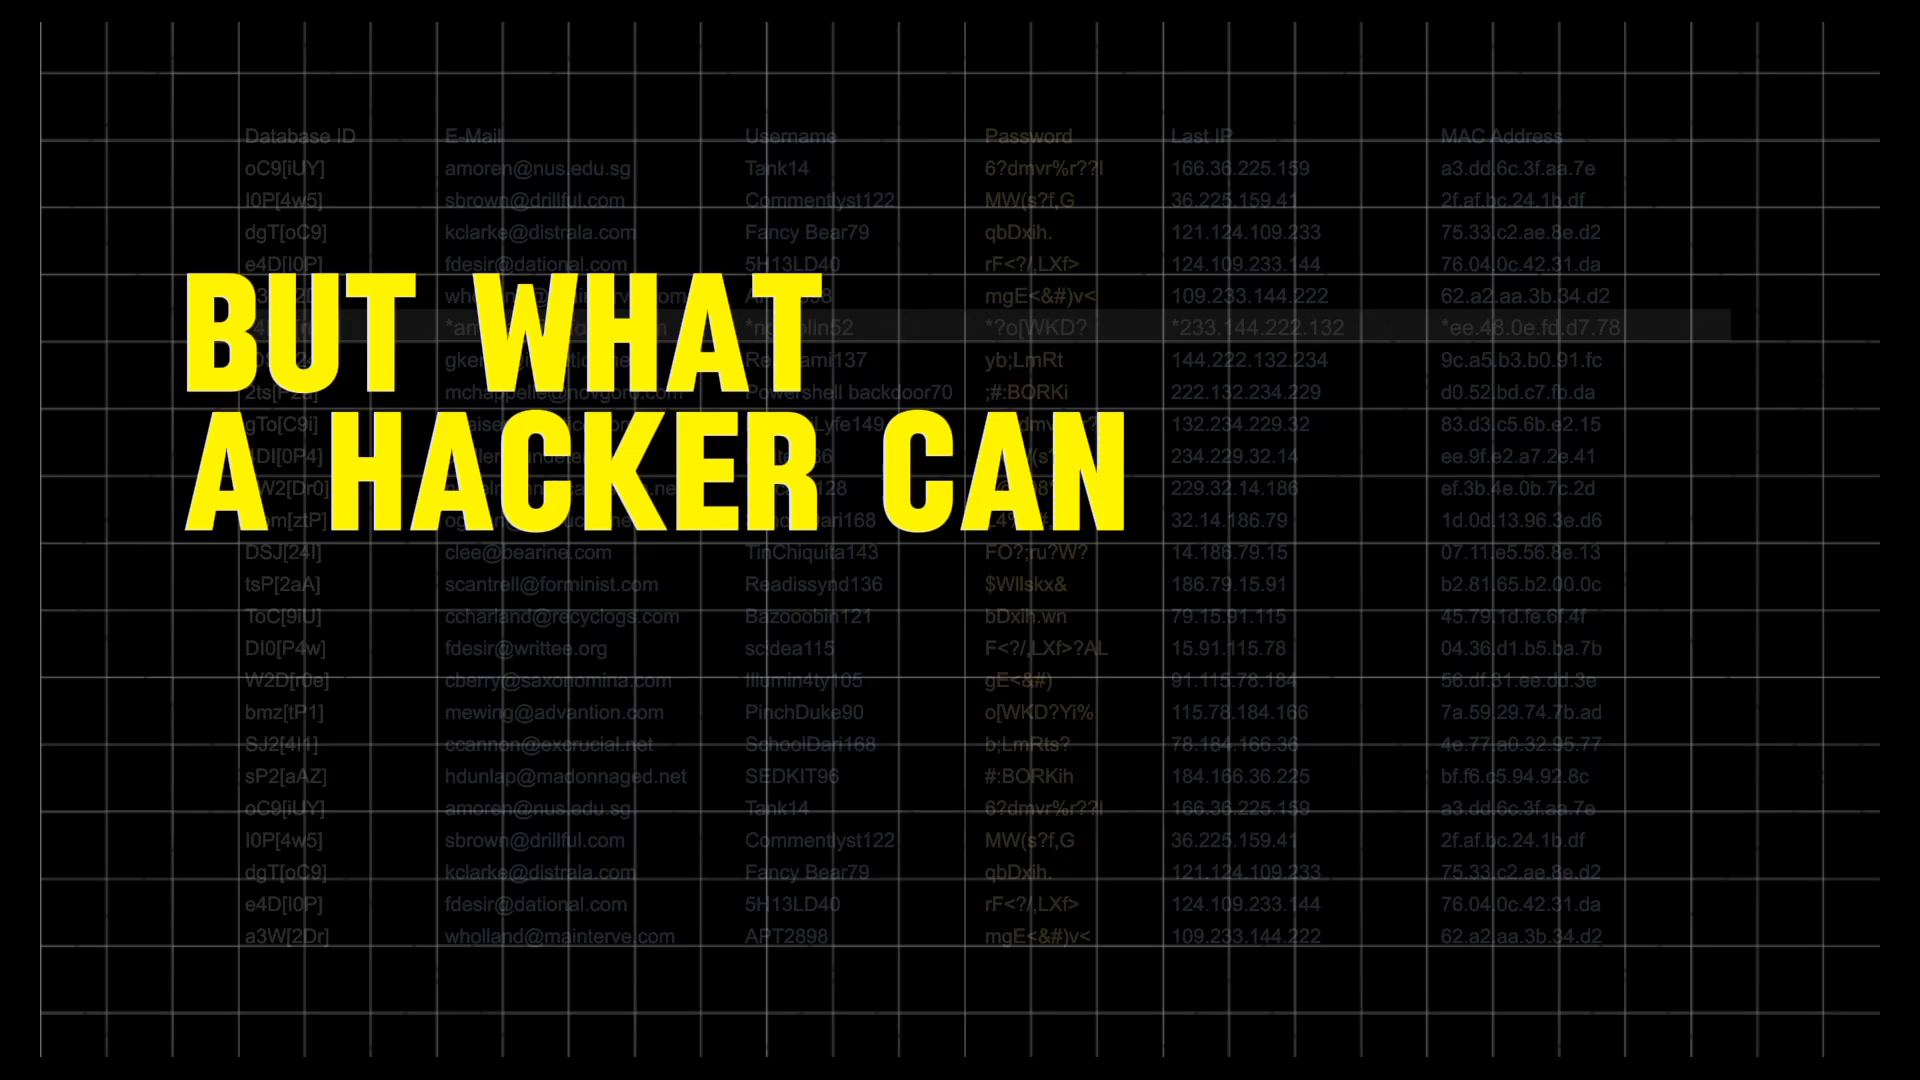 Database ID E-Mail Username Password Last IP MAC Address
oC9[iUY] amoren@nus.edu.sg Tank14 6?dmvr%r??I 166.36.225.159 a3.dd.6c.3f.aa.7e
I0P[4w5] sbrown@drillful.com Commentlyst122 MW(s?f,G 36.225.159.41 2f.af.bc.24.1b.df
dgT[oC9] kclarke@distrala.com Fancy Bear79 qbDxih. 121.124.109.233 75.33.c2.ae.8e.d2
e4D[I0P] fdesir@dational.com 5H13LD40 rF<?/,LXf> 124.109.233.144 76.04.0c.42.31.da
mgE<&#)v< 109.233.144.222 62.a2.aa.3b.34.d2
BUT WHAT
*?o[WKD? *233.144.222.132 *ee.48.0e.fd.d7.78
yb;LmRt 144.222.132.234 9c.a5.b3.b0.91.fc
mchappelle@novgoro.com Powershell backdoor70 ;#:BORKi 222.132.234.229 d0.52.bd.c7.fb.da
gTo[C9i] 132.234.229.32 83.d3.c5.6b.e2.15
A HACKER CAN
234.229.32.14 ee.9f.e2.a7.2e.41
229.32.14.186 ef.3b.4e.0b.7c.2d
32.14.186.79 1d.0d.13.96.3e.d6
DSJ[24I] clee@bearine.com TinChiquita143 FO?;ru?W? 14.186.79.15 07.11.e5.56.8e.13
tsP[2aA] scantrell@forminist.com Readissynd136 $WIlskx& 186.79.15.91 b2.81.65.b2.00.0c
ToC[9iU] ccharland@recyclogs.com Bazooobin121 bDxih.wn 79.15.91.115 45.79.1d.fe.6f.4f
DI0[P4w] fdesir@writtee.org scidea115 F<?/,LXf>?AL 15.91.115.78 04.36.d1.b5.ba.7b
W2D[r0e] cberry@saxonomina.com Illumin4ty105 gE<&#) 91.115.78.184 56.df.31.ee.dd.3e
bmz[tP1] mewing@advantion.com PinchDuke90 o[WKD?Yi% 115.78.184.166 7a.59.29.74.7b.ad
SJ2[4I1] ccannon@excrucial.net SchoolDari168 b;LmRts? 78.184.166.36 4e.77.a0.32.95.77
sP2[aAZ] hdunlap@madonnaged.net SEDKIT96 #:BORKih 184.166.36.225 bf.f6.c5.94.92.8c
oC9[iUY] amoren@nus.edu.sg Tank14 6?dmvr%r??I 166.36.225.159 a3.dd.6c.3f.aa.7e
I0P[4w5] sbrown@drillful.com Commentlyst122 MW(s?f,G 36.225.159.41 2f.af.bc.24.1b.df
dgT[oC9] kclarke@distrala.com Fancy Bear79 qbDxih. 121.124.109.233 75.33.c2.ae.8e.d2
e4D[I0P] fdesir@dational.com 5H13LD40 rF<?/,LXf> 124.109.233.144 76.04.0c.42.31.da
a3W[2Dr] wholland@mainterve.com APT2898 mgE<&#)v< 109.233.144.222 62.a2.aa.3b.34.d2